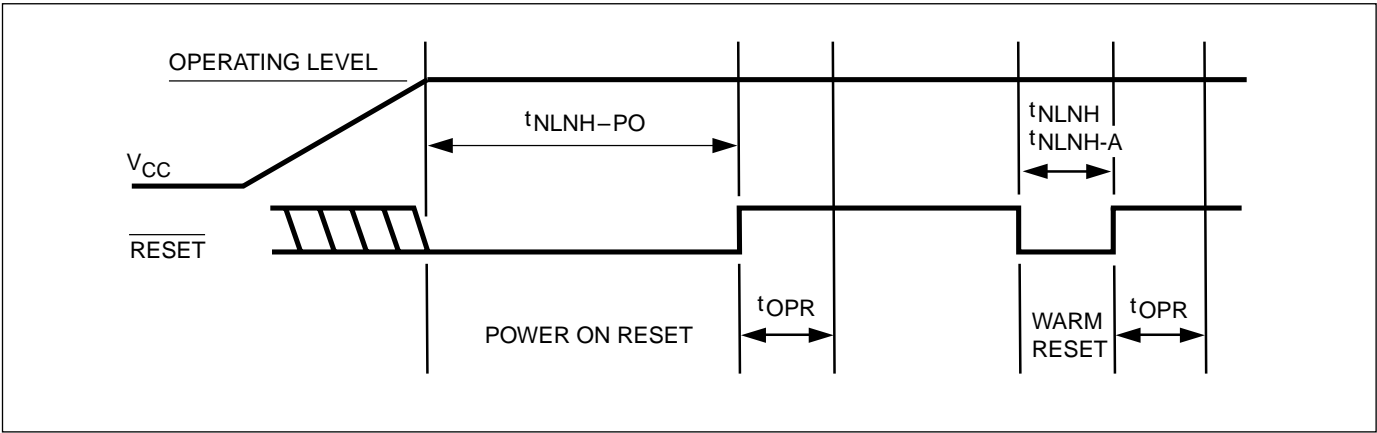 OPERATING LEVEL
tNLNH–PO
tNLNH
tNLNH-A
VCC
RESET
tOPR
POWER ON RESET
WARM
RESET
tOPR